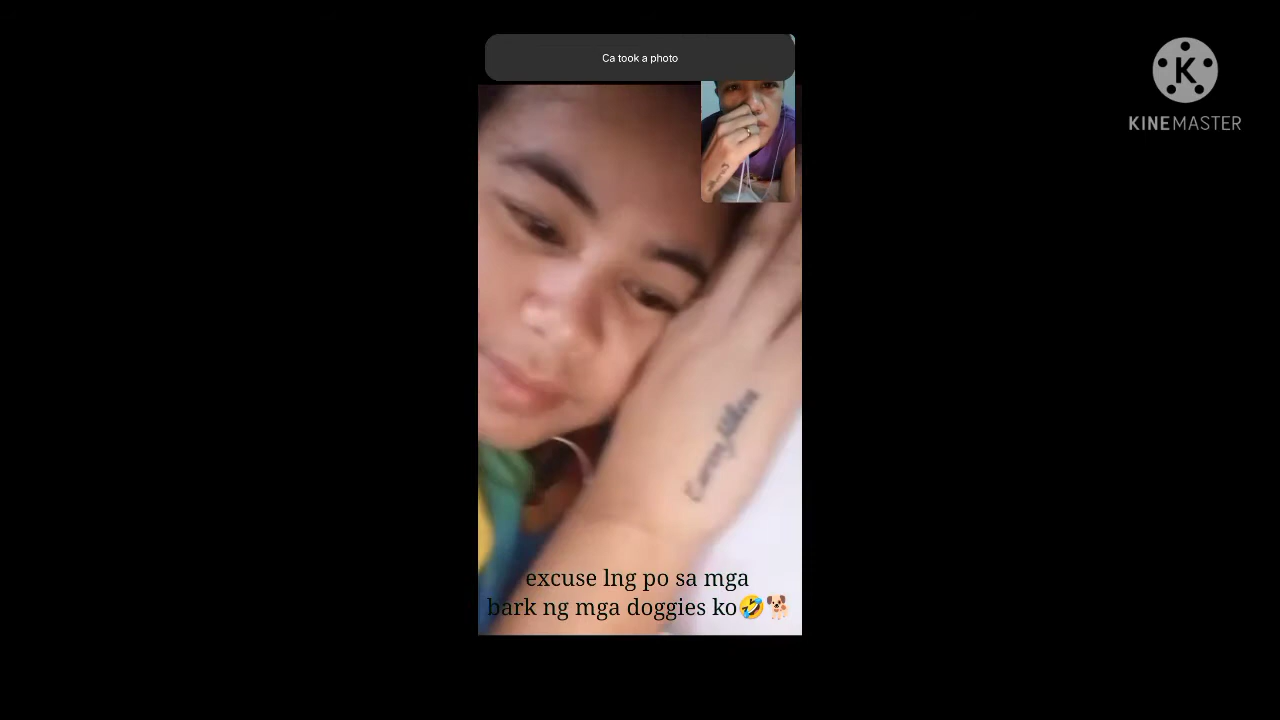 Ca took a photo
K
KINEMASTER
excuse lng po sa mga
bark ng mga doggies ko🤣🐕